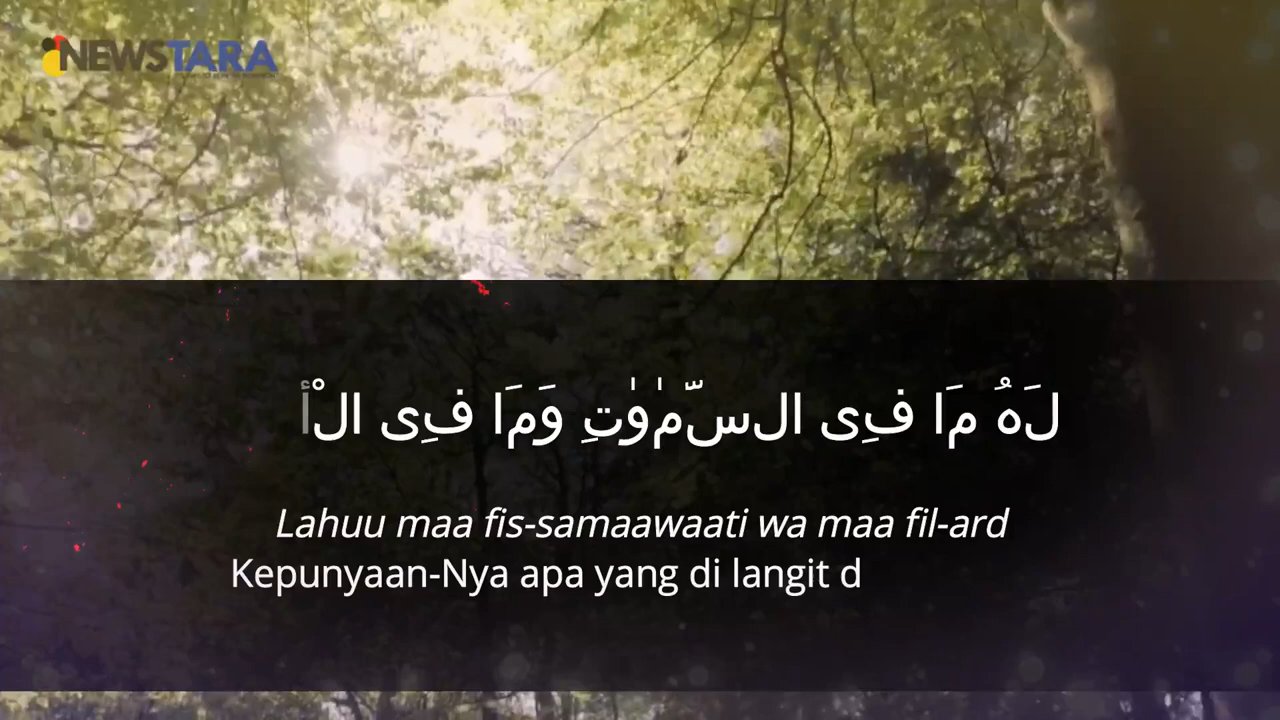 NEWSTARA
لَهُ مَا فِى السّمٰوٰتِ وَمَا فِى الْأ
Lahuu maa fis-samaawaati wa maa fil-ard
Kepunyaan-Nya apa yang di langit d